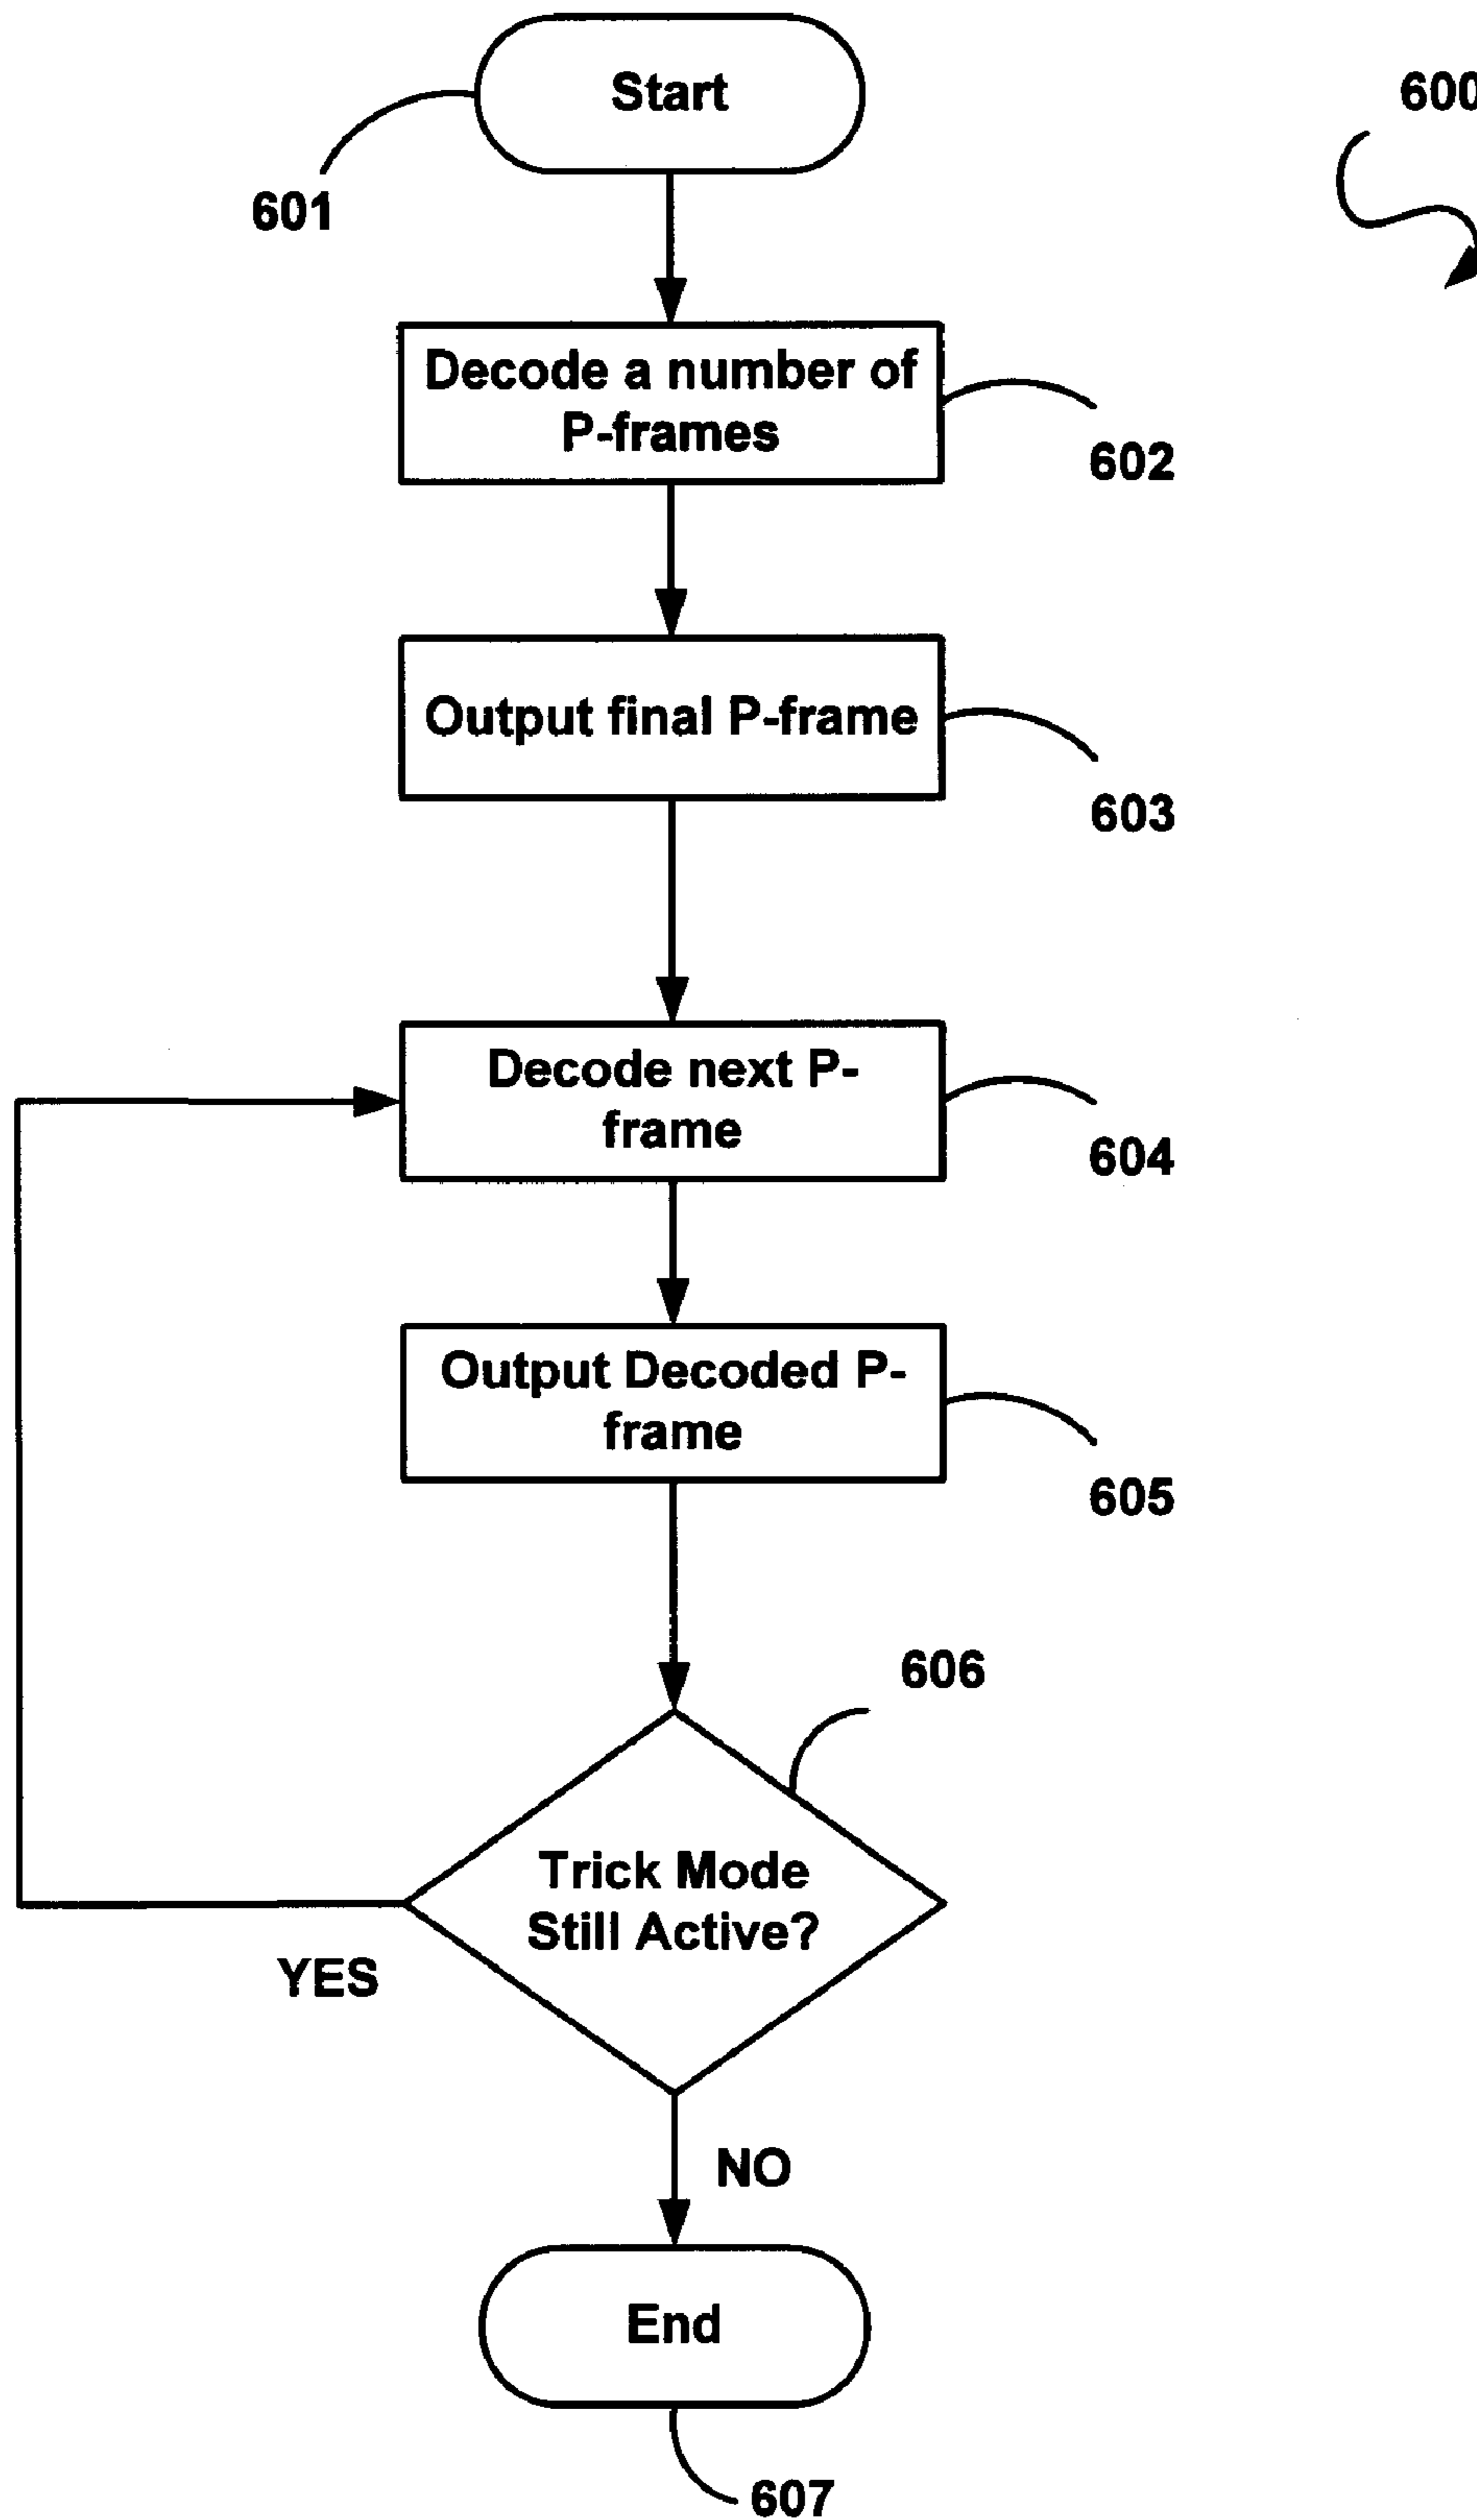 Start
600
601
Decode a number of
P-frames
602
Output final P-frame
603
Decode next P-
frame
604
Output Decoded P-
frame
605
606
Trick Mode
Still Active?
YES
NO
End
607